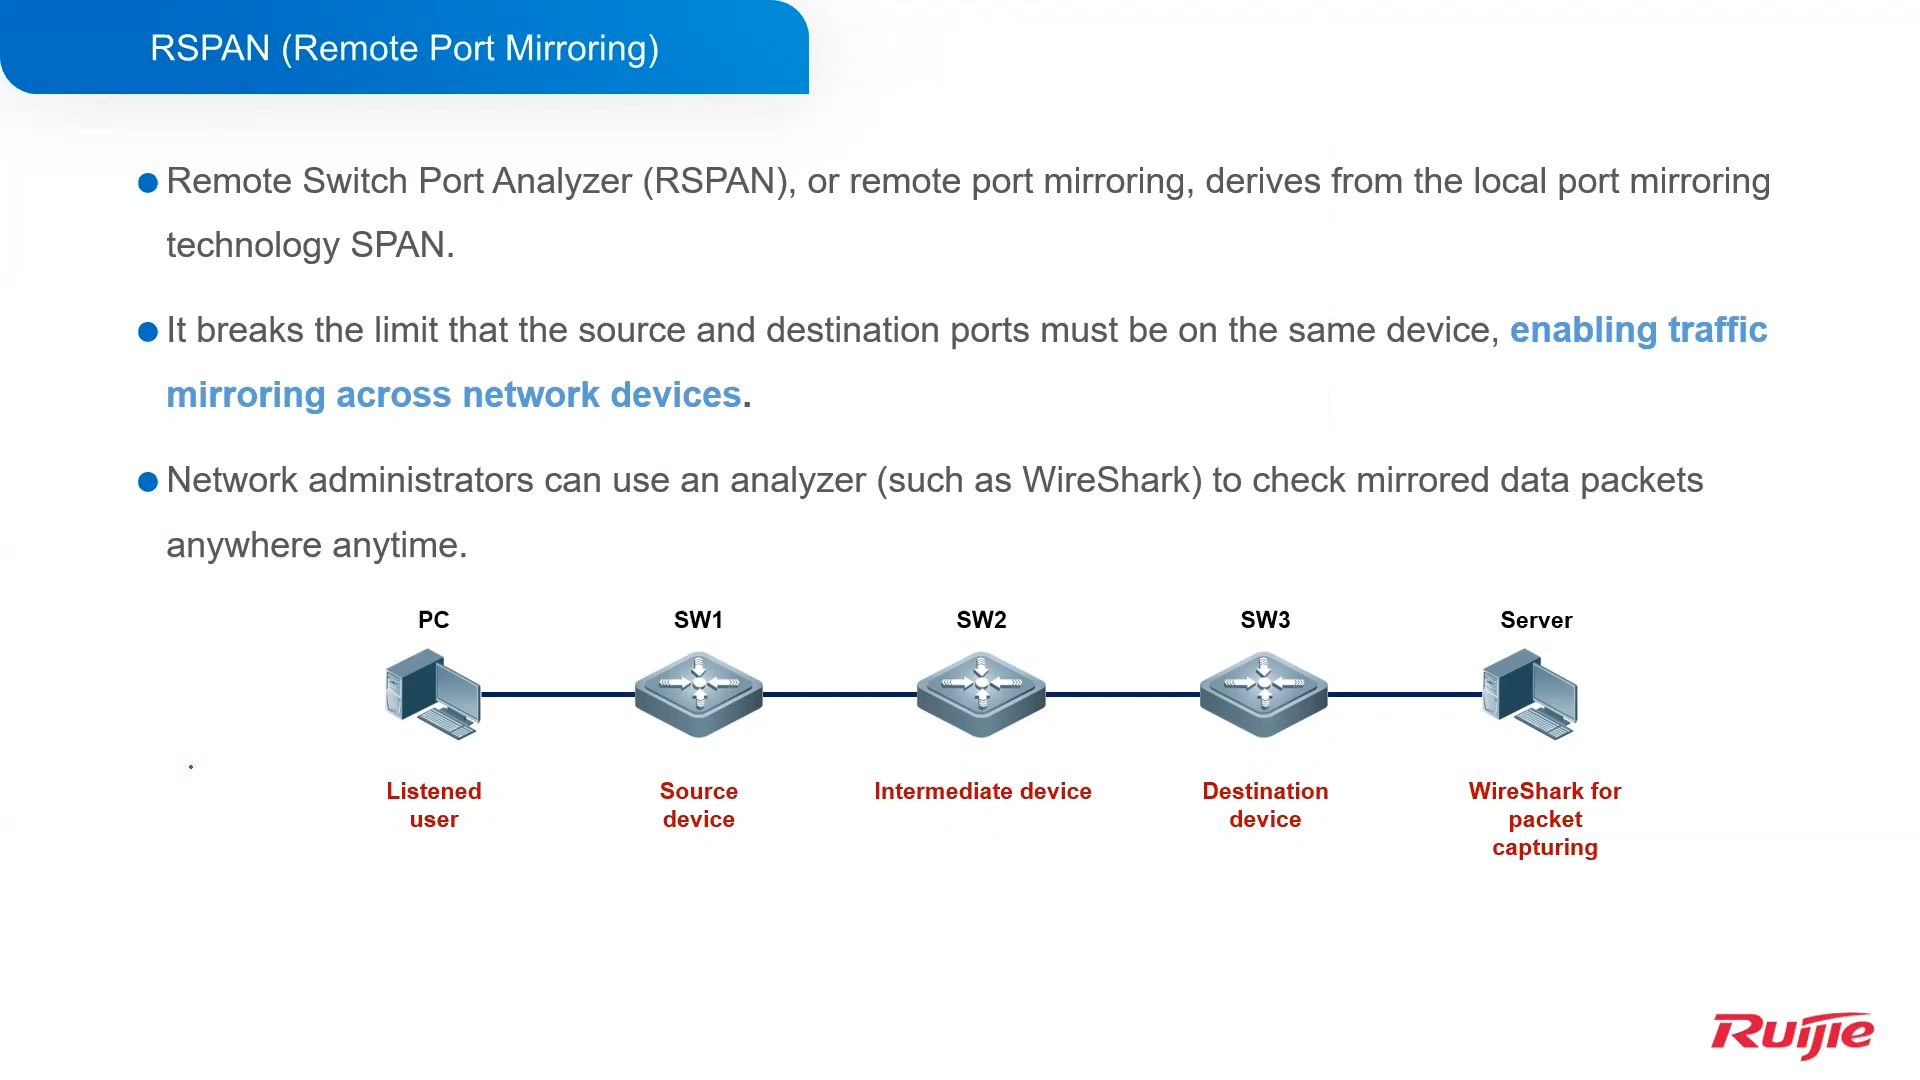 RSPAN (Remote Port Mirroring)
Remote Switch Port Analyzer (RSPAN), or remote port mirroring, derives from the local port mirroring
technology SPAN.
It breaks the limit that the source and destination ports must be on the same device, enabling traffic
mirroring across network devices.
Network administrators can use an analyzer (such as WireShark) to check mirrored data packets
anywhere anytime.
PC
SW1
SW2
SW3
Server
Listened
user
Source
device
Intermediate device
Destination
device
WireShark for
packet
capturing
Ruijie